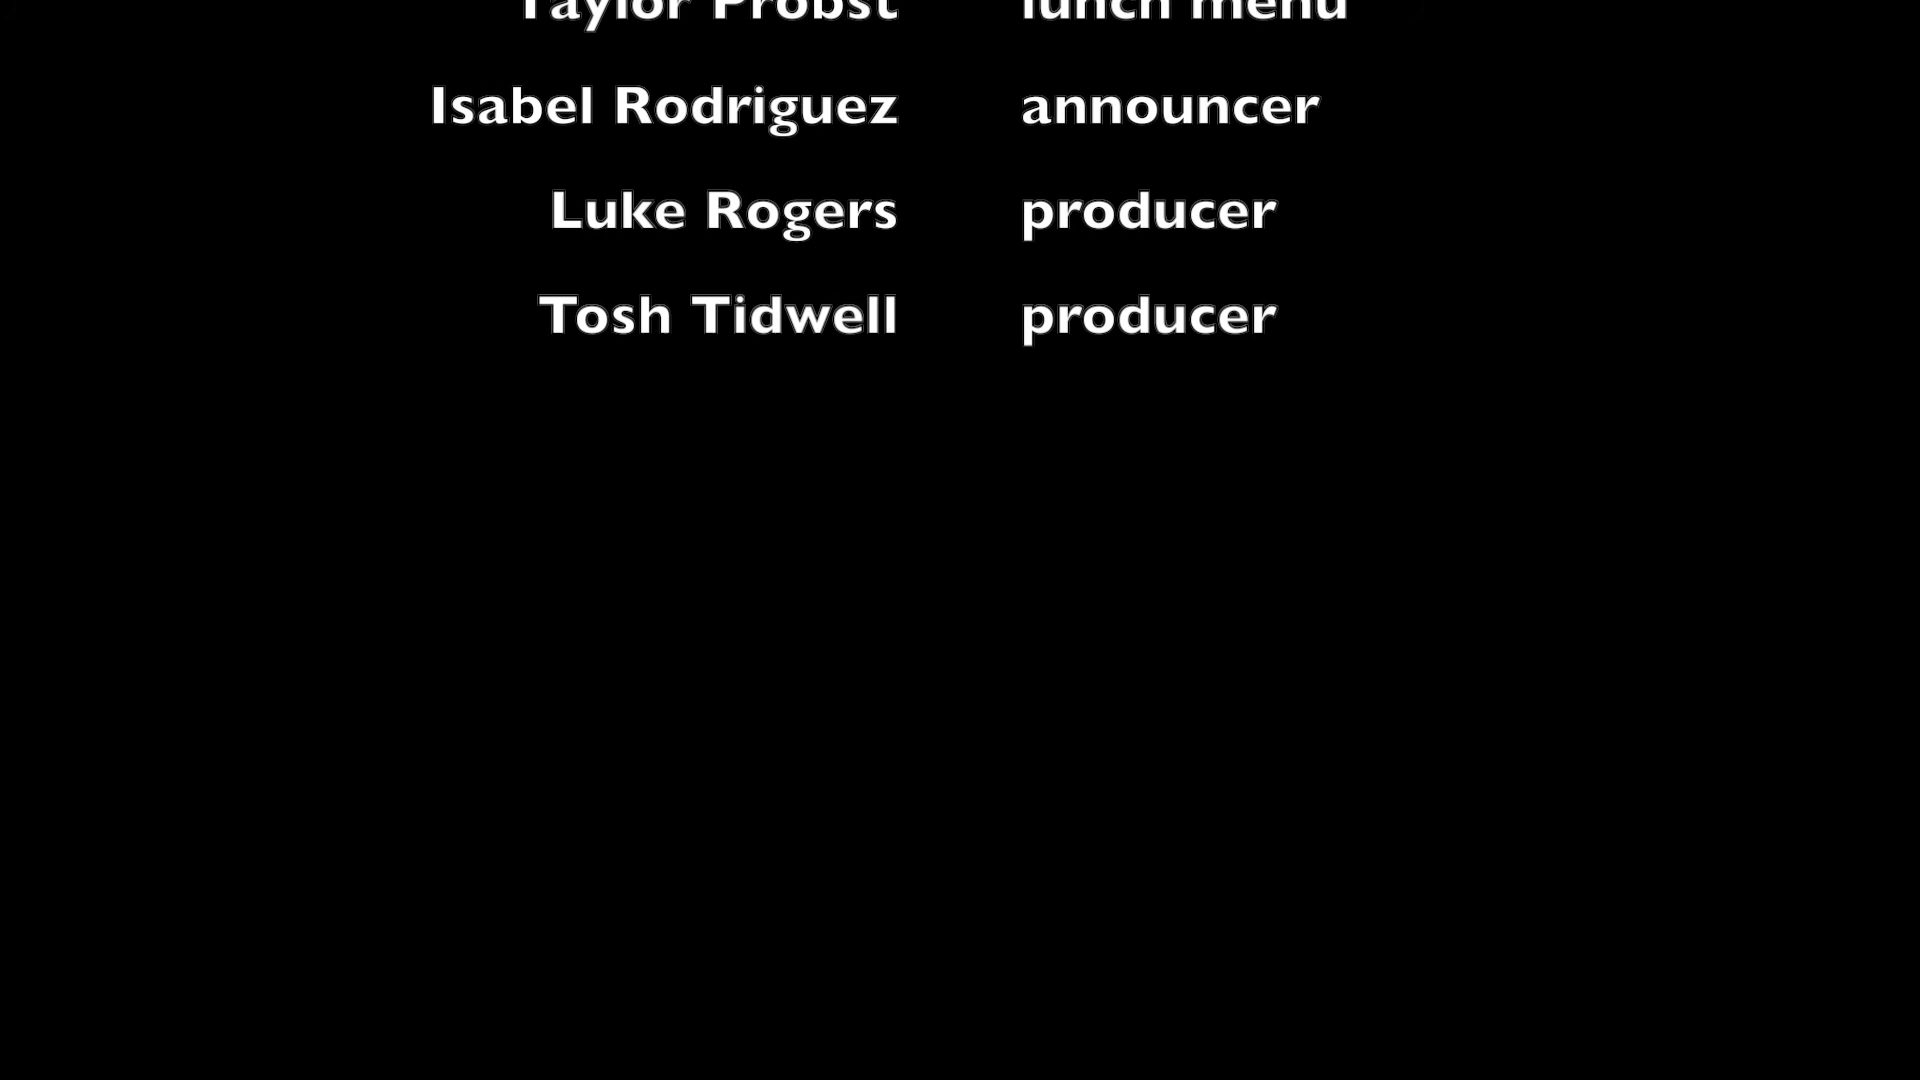 Taylor Probst lunch menu
Isabel Rodriguez announcer
Luke Rogers producer
Tosh Tidwell producer